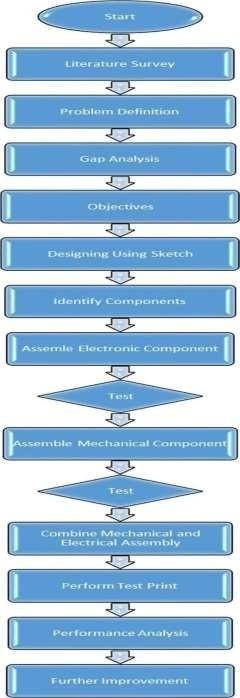 Start
Literature Survey
Problem Definition
Gap Analysis
Objectives
Designing Using Sketch
Identify Components
Assemle Electronic Component
Test
Assemble Mechanical Component
Test
Combine Mechanical and
Electrical Assembly
Perform Test Print
Performance Analysis
Further Improvement